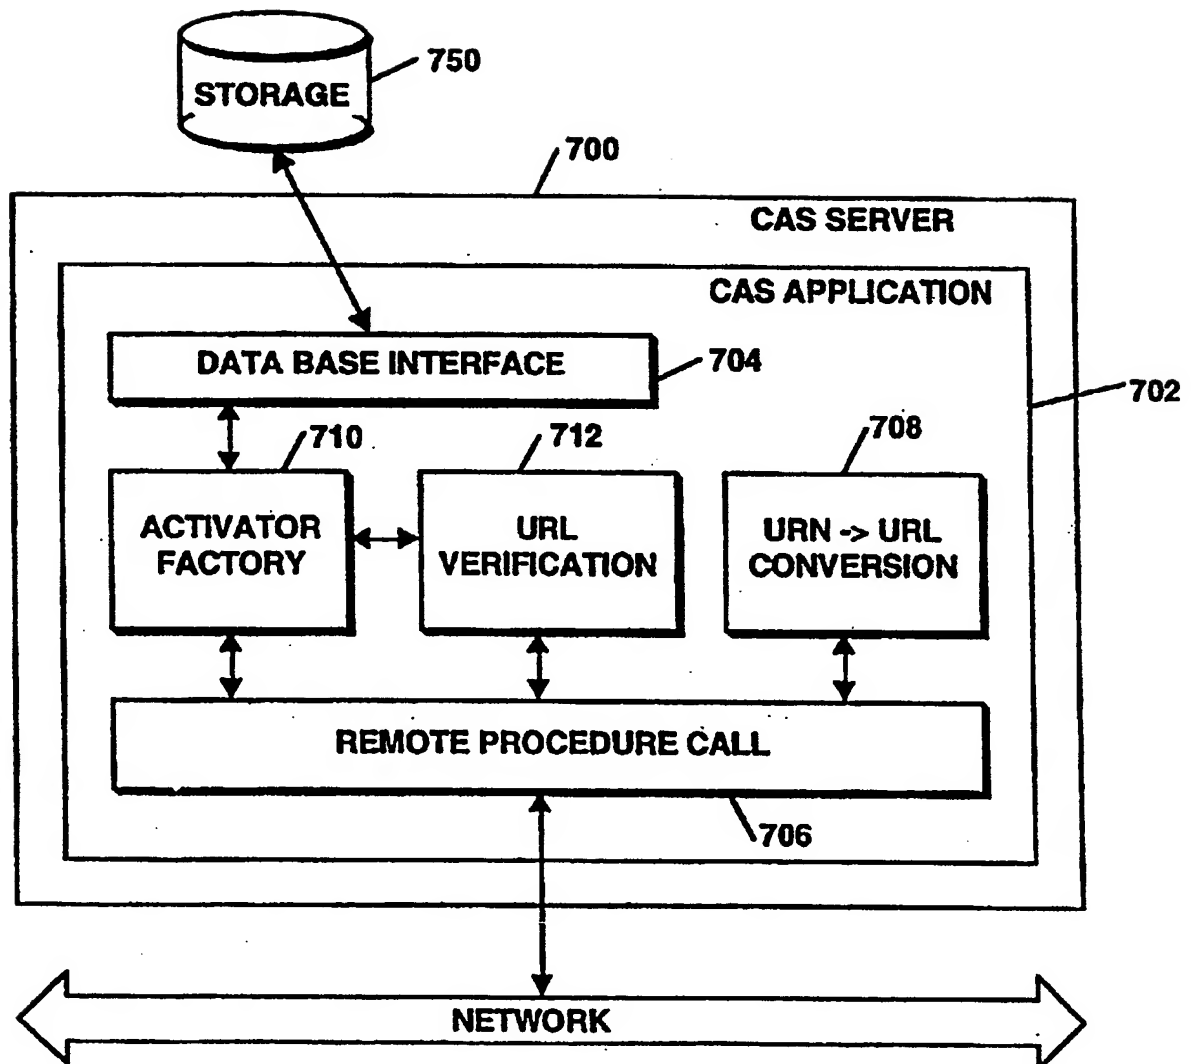 STORAGE
750
700
CAS SERVER
CAS APPLICATION
DATA BASE INTERFACE
704
702
710
712
708
ACTIVATOR
FACTORY
URL
VERIFICATION
URN -> URL
CONVERSION
REMOTE PROCEDURE CALL
706
NETWORK